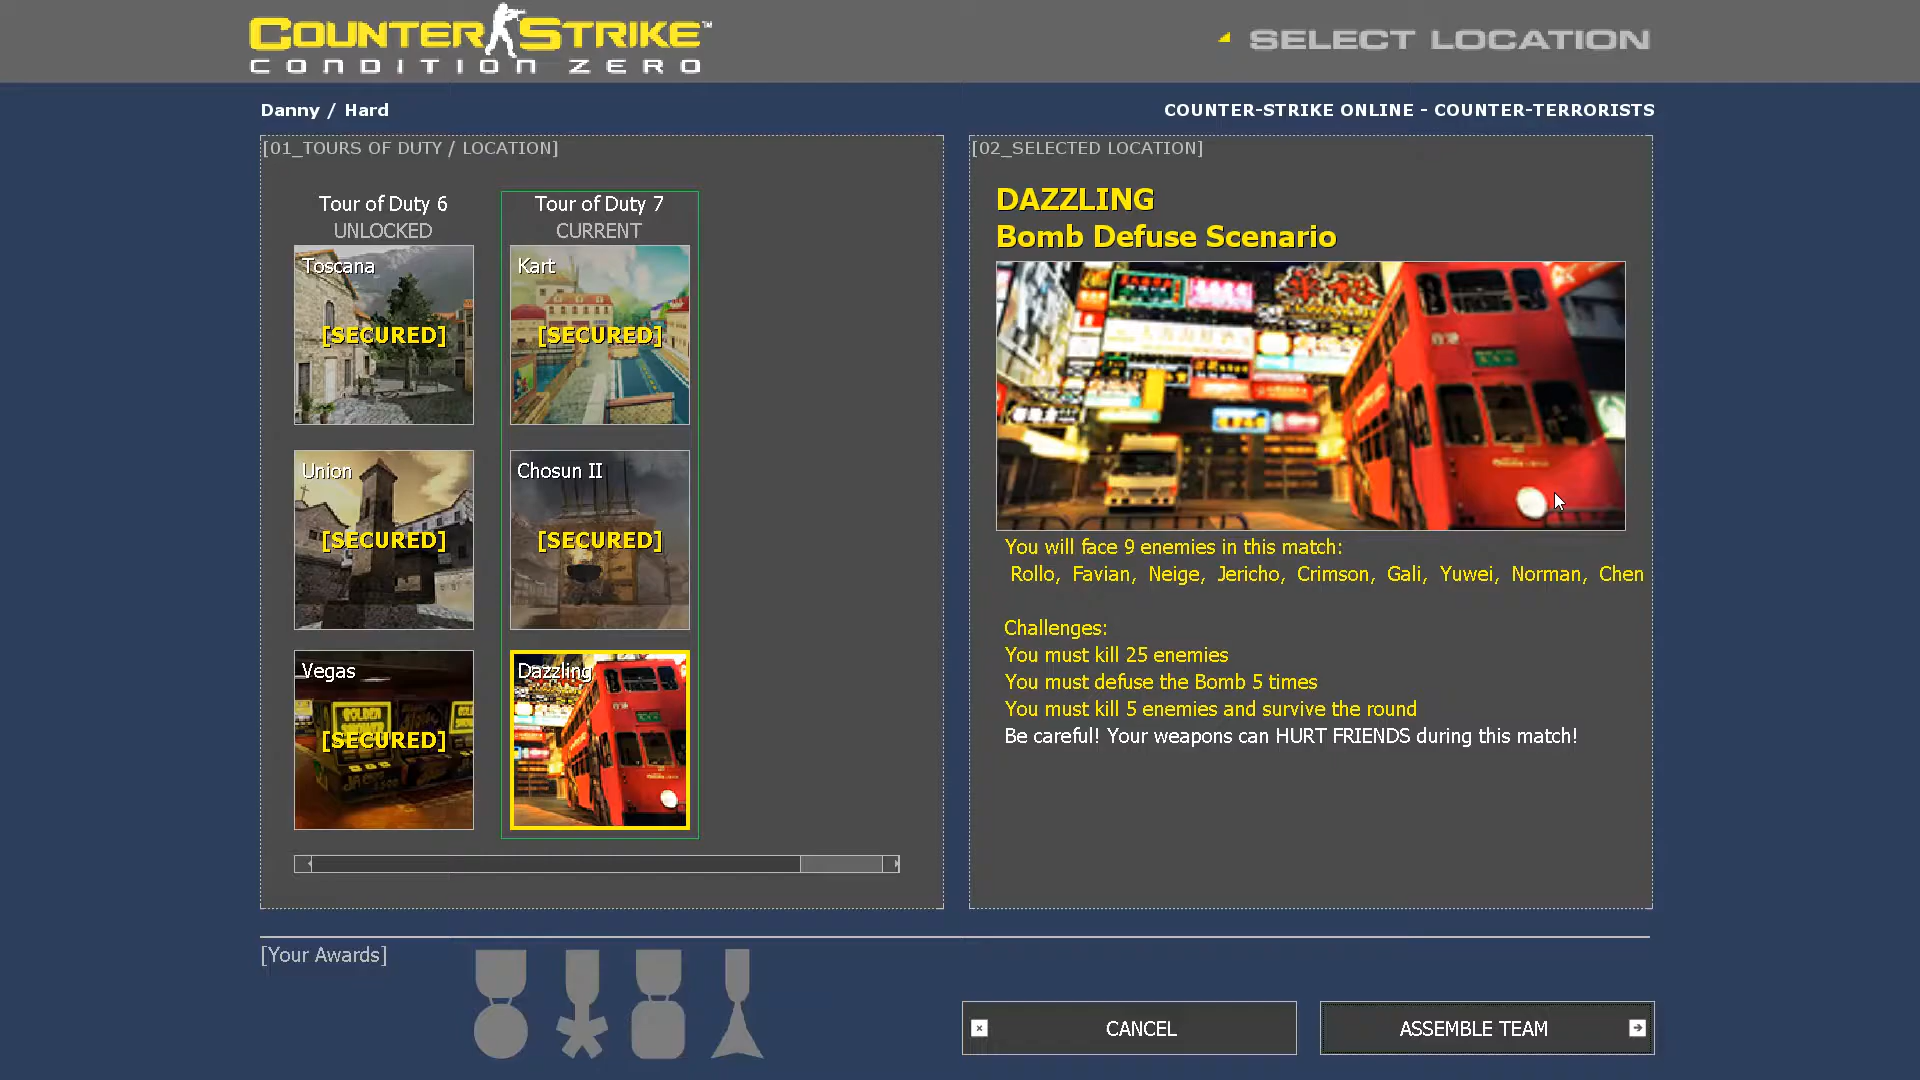 COUNTER STRIKE™
CONDITION ZERO
SELECT LOCATION
Danny / Hard
COUNTER-STRIKE ONLINE - COUNTER-TERRORISTS
[01_TOURS OF DUTY / LOCATION]
Tour of Duty 6
UNLOCKED
Toscana
[SECURED]
Union
[SECURED]
Vegas
[SECURED]
Tour of Duty 7
CURRENT
Kart
[SECURED]
Chosun II
[SECURED]
Dazzling
[02_SELECTED LOCATION]
DAZZLING
Bomb Defuse Scenario
You will face 9 enemies in this match:
Rollo, Favian, Neige, Jericho, Crimson, Gali, Yuwei, Norman, Chen
Challenges:
You must kill 25 enemies
You must defuse the Bomb 5 times
You must kill 5 enemies and survive the round
Be careful! Your weapons can HURT FRIENDS during this match!
[Your Awards]
CANCEL
ASSEMBLE TEAM